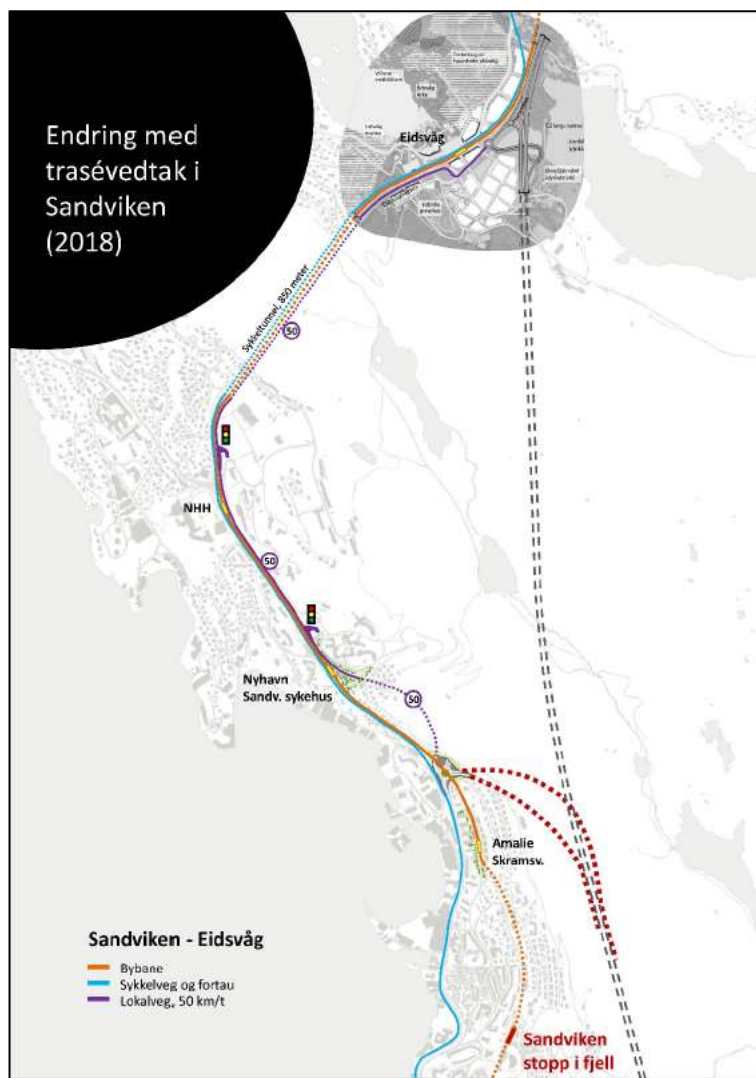 Endring med
trasévedtak i
Sandviken
(2018)
Eidsvåg
Sykkeltunnel, 850 meter
50
NHH
50
Nyhavn
Sandv. sykehus
50
Amalie
Skramsv.
Sandviken - Eidsvåg
Bybane
Sykkelveg og fortau
Lokalveg, 50 km/t
Sandviken
stopp i fjell